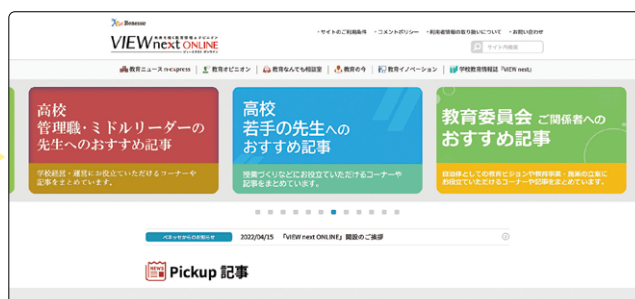 Benesse
・サイトのご利用条件 ・コメントポリシー ・利用者情報の取り扱いについて ・お問い合わせ
VIEW next ONLINE
サイト内検索
教育ニュース n-express | 教育オピニオン | 教育なんでも相談室 | 教育の今 | 教育イノベーション | 学校教育情報誌『VIEW next』
高校
管理職・ミドルリーダーの
先生へのおすすめ記事
学校経営・運営にお役立ていただけるコーナーや
記事をまとめています。
高校
若手の先生への
おすすめ記事
授業づくりなどにお役立ていただけるコーナーや
記事をまとめています。
教育委員会 ご関係者への
おすすめ記事
自治体としての教育ビジョンや教育事業・施策の立案に
お役立ていただけるコーナーや記事をまとめています。
ベネッセからのお知らせ 2022/04/15 「VIEW next ONLINE」開設のご挨拶
NEWS Pickup 記事